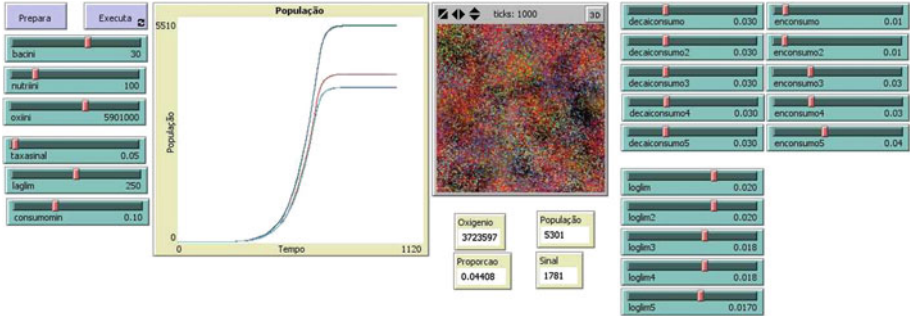 Prepara
Executa
bacini 30
nutriini 100
oxiini 5901000
taxasinal 0.05
laglim 250
consumomin 0.10
População
5510
População
0
0 Tempo 1120
ticks: 1000
3D
Oxigenio
3723597
População
5301
Proporcao
0.04408
Sinal
1781
decaiconsumo 0.030
enconsumo 0.01
decaiconsumo2 0.030
enconsumo2 0.01
decaiconsumo3 0.030
enconsumo3 0.03
decaiconsumo4 0.030
enconsumo4 0.03
decaiconsumo5 0.030
enconsumo5 0.04
loglim 0.020
loglim2 0.020
loglim3 0.018
loglim4 0.018
loglim5 0.0170